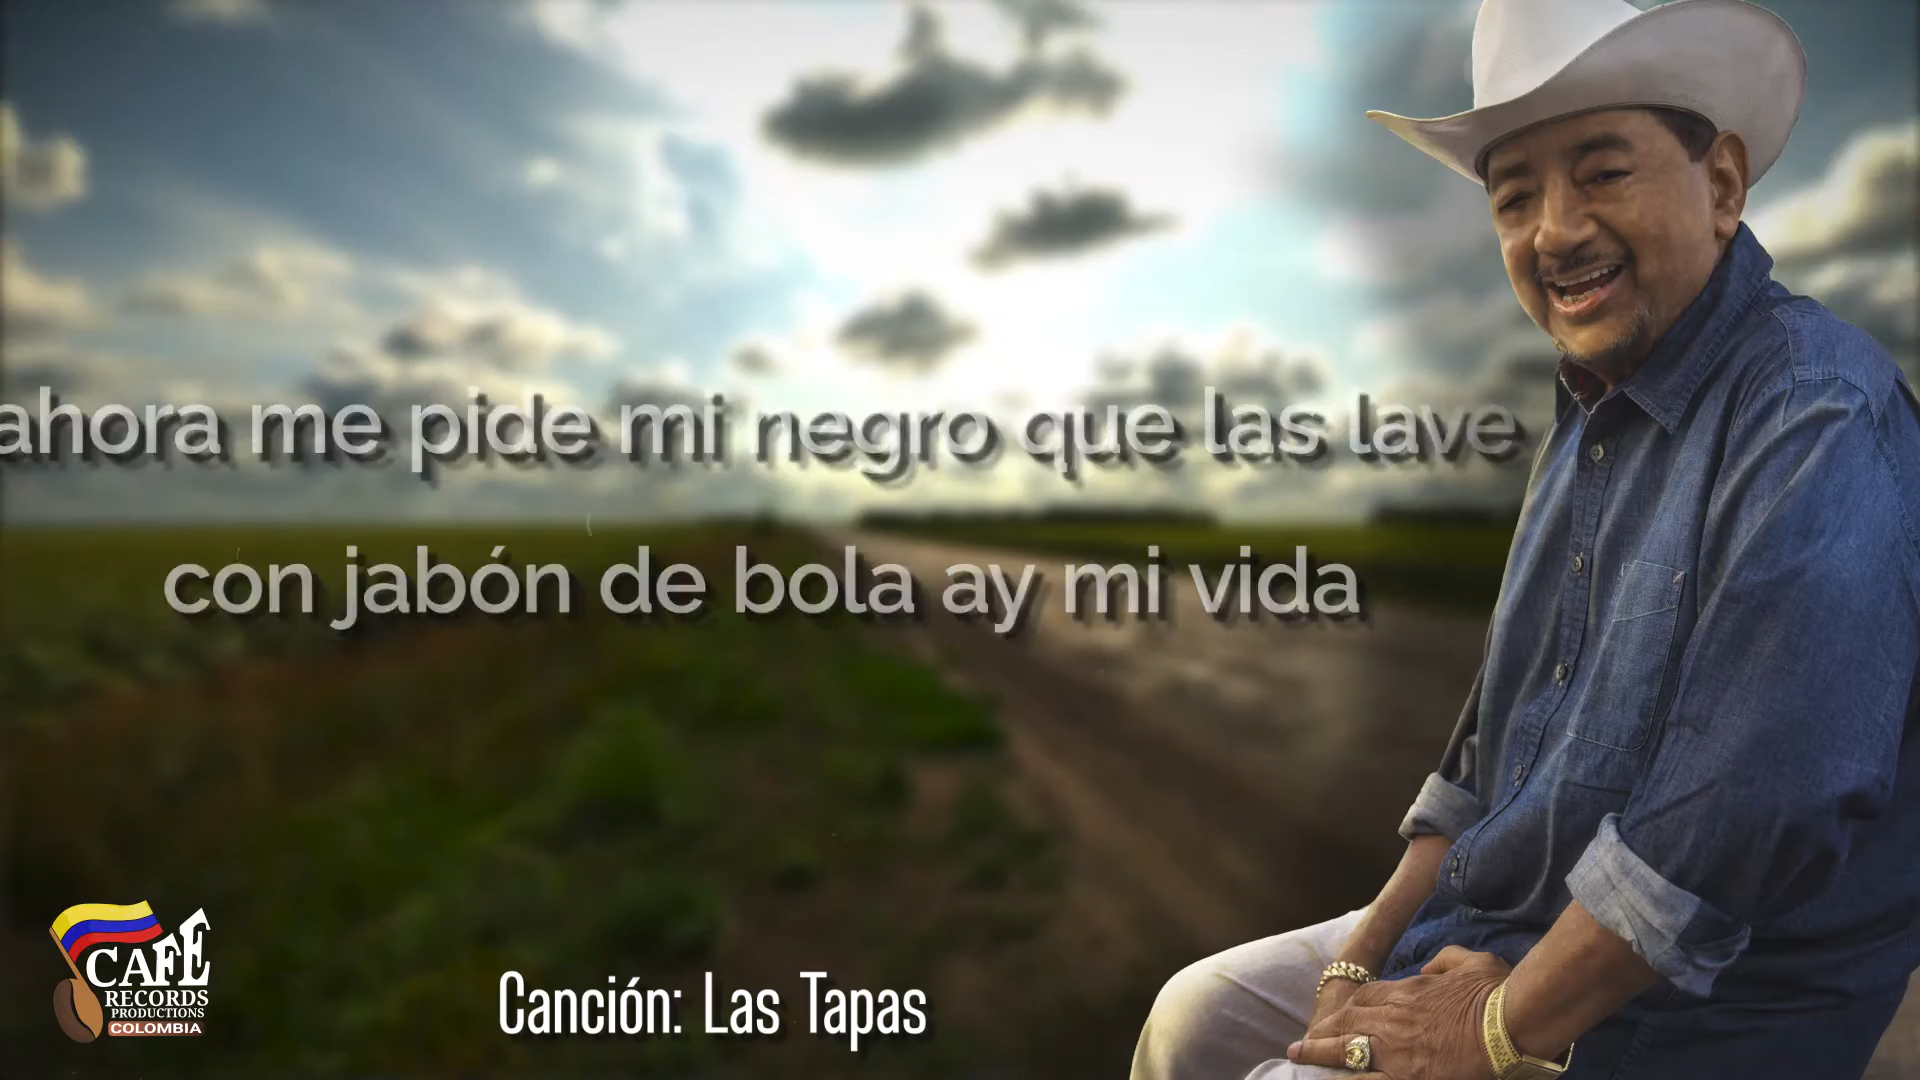 ahora me pide mi negro que las lave
con jabón de bola ay mi vida
CAFE
RECORDS
PRODUCTIONS
COLOMBIA
Canción: Las Tapas